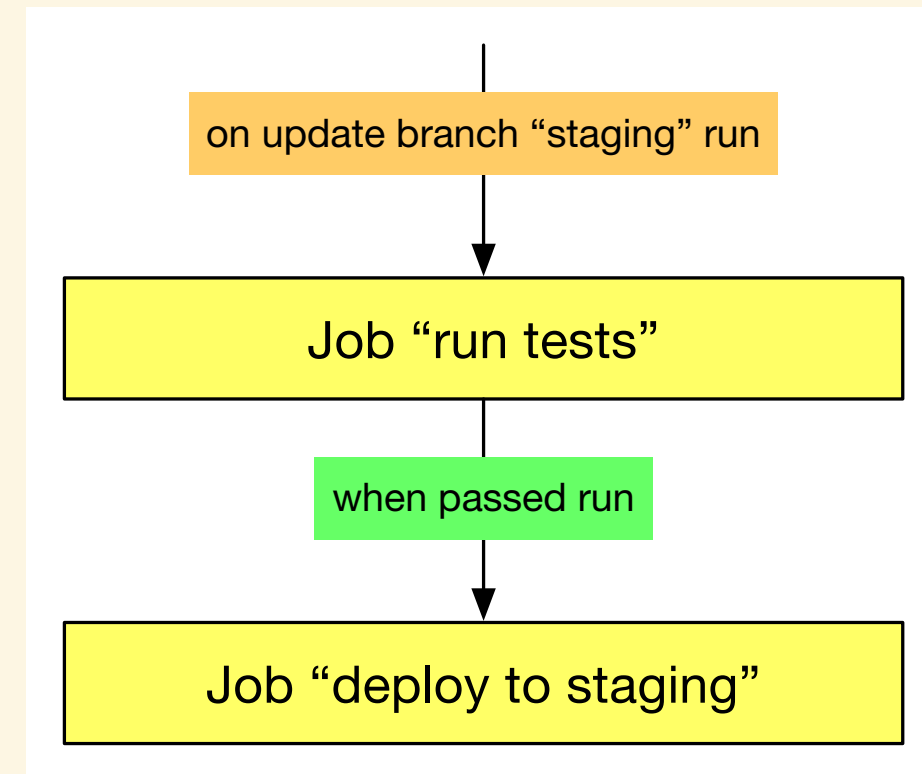 on update branch “staging” run
Job “run tests”
when passed run
Job “deploy to staging”